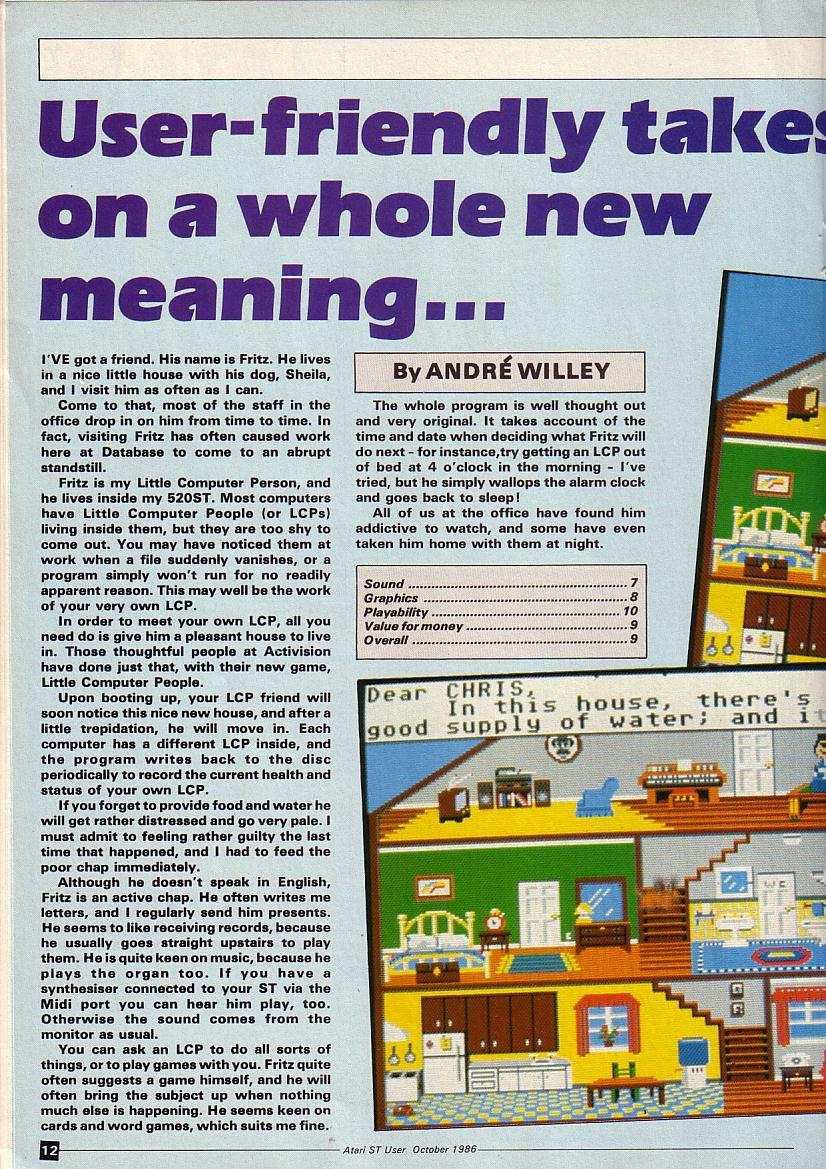 User-friendly takes
on a whole new
meaning...
I'VE got a friend. His name is Fritz. He lives
in a nice little house with his dog, Sheila,
and I visit him as often as I can.
Come to that, most of the staff in the
office drop in on him from time to time. In
fact, visiting Fritz has often caused work
here at Database to come to an abrupt
standstill.
Fritz is my Little Computer Person, and
he lives inside my 520ST. Most computers
have Little Computer People (or LCPs)
living inside them, but they are too shy to
come out. You may have noticed them at
work when a file suddenly vanishes, or a
program simply won't run for no readily
apparent reason. This may well be the work
of your very own LCP.
In order to meet your own LCP, all you
need do is give him a pleasant house to live
in. Those thoughtful people at Activision
have done just that, with their new game,
Little Computer People.
Upon booting up, your LCP friend will
soon notice this nice new house, and after a
little trepidation, he will move in. Each
computer has a different LCP inside, and
the program writes back to the disc
periodically to record the current health and
status of your own LCP.
If you forget to provide food and water he
will get rather distressed and go very pale. I
must admit to feeling rather guilty the last
time that happened, and I had to feed the
poor chap immediately.
Although he doesn't speak in English,
Fritz is an active chap. He often writes me
letters, and I regularly send him presents.
He seems to like receiving records, because
he usually goes straight upstairs to play
them. He is quite keen on music, because he
plays the organ too. If you have a
synthesiser connected to your ST via the
Midi port you can hear him play, too.
Otherwise the sound comes from the
monitor as usual.
You can ask an LCP to do all sorts of
things, or to play games with you. Fritz quite
often suggests a game himself, and he will
often bring the subject up when nothing
much else is happening. He seems keen on
cards and word games, which suits me fine.
By ANDRÉ WILLEY
The whole program is well thought out
and very original. It takes account of the
time and date when deciding what Fritz will
do next - for instance,try getting an LCP out
of bed at 4 o'clock in the morning - I've
tried, but he simply wallops the alarm clock
and goes back to sleep!
All of us at the office have found him
addictive to watch, and some have even
taken him home with them at night.
Sound ........ 7
Graphics ........ 8
Playability ........ 10
Value for money ........ 9
Overall ........ 9
Dear CHRIS,
In this house, there's
good supply of water; and it
WC
12
Atari ST User October 1986